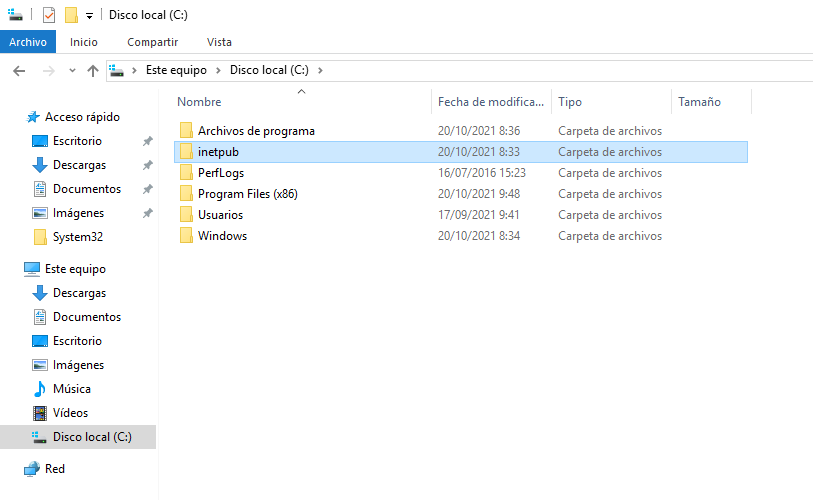 Disco local (C:)
Archivo Inicio Compartir Vista
Este equipo Disco local (C:)
Nombre Fecha de modifica... Tipo Tamaño
Acceso rápido
Escritorio
Descargas
Documentos
Imágenes
System32
Este equipo
Descargas
Documentos
Escritorio
Imágenes
Música
Vídeos
Disco local (C:)
Red
Archivos de programa 20/10/2021 8:36 Carpeta de archivos
inetpub 20/10/2021 8:33 Carpeta de archivos
PerfLogs 16/07/2016 15:23 Carpeta de archivos
Program Files (x86) 20/10/2021 9:48 Carpeta de archivos
Usuarios 17/09/2021 9:41 Carpeta de archivos
Windows 20/10/2021 8:34 Carpeta de archivos